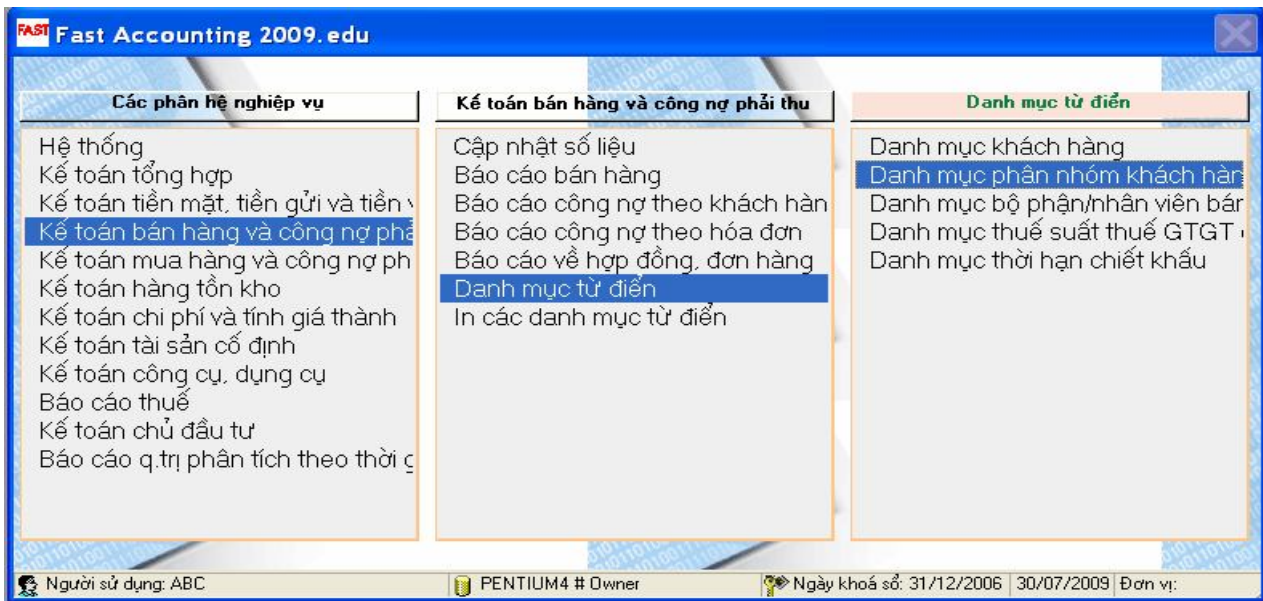 FAST Fast Accounting 2009.edu
Các phân hệ nghiệp vụ
Hệ thống
Kế toán tổng hợp
Kế toán tiền mặt, tiền gửi và tiền v
Kế toán bán hàng và công nợ phả
Kế toán mua hàng và công nợ ph
Kế toán hàng tồn kho
Kế toán chi phí và tính giá thành
Kế toán tài sản cố định
Kế toán công cụ, dụng cụ
Báo cáo thuế
Kế toán chủ đầu tư
Báo cáo q.trị phân tích theo thời g
Kế toán bán hàng và công nợ phải thu
Cập nhật số liệu
Báo cáo bán hàng
Báo cáo công nợ theo khách hàn
Báo cáo công nợ theo hóa đơn
Báo cáo về hợp đồng, đơn hàng
Danh mục từ điển
In các danh mục từ điển
Danh mục từ điển
Danh mục khách hàng
Danh mục phân nhóm khách hàn
Danh mục bộ phận/nhân viên bán
Danh mục thuế suất thuế GTGT
Danh mục thời hạn chiết khấu
Người sử dụng: ABC
PENTIUM4 # Owner
Ngày khoá sổ: 31/12/2006
30/07/2009
Đơn vị: